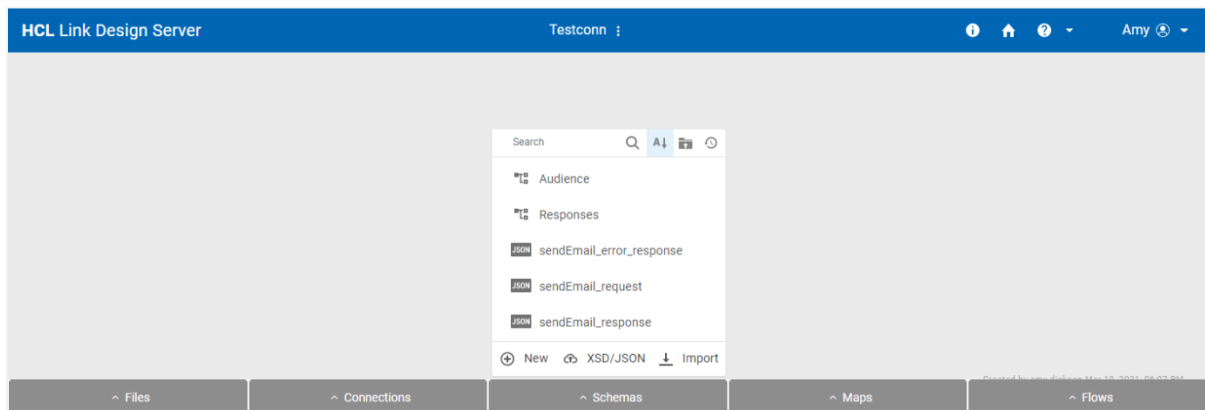 HCL Link Design Server
Testconn
Amy
Search
A
Audience
Responses
JSON sendEmail_error_response
JSON sendEmail_request
JSON sendEmail_response
New XSD/JSON Import
Files Connections Schemas Maps Flows